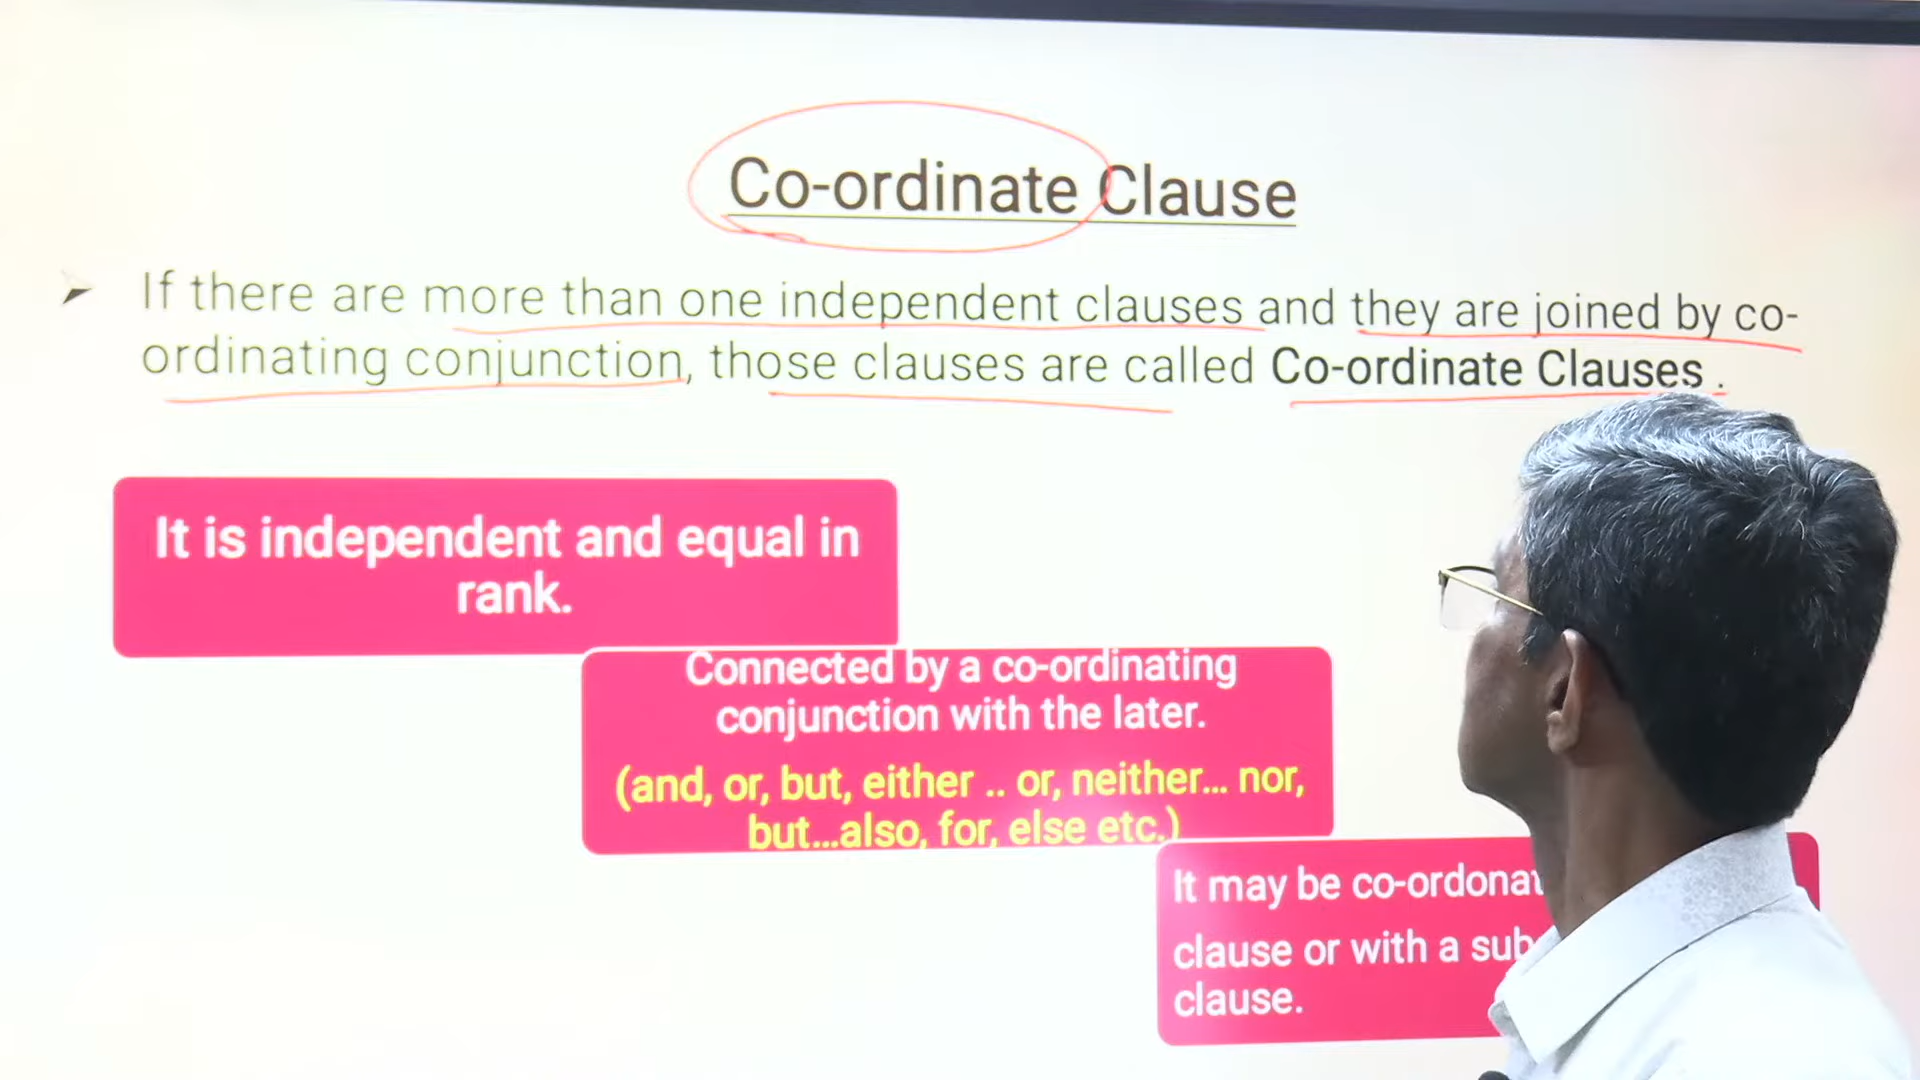 Co-ordinate Clause
If there are more than one independent clauses and they are joined by co-
ordinating conjunction, those clauses are called Co-ordinate Clauses .
It is independent and equal in
rank.
Connected by a co-ordinating
conjunction with the later.
(and, or, but, either .. or, neither... nor,
but...also, for, else etc.)
It may be co-ordonat
clause or with a sub
clause.